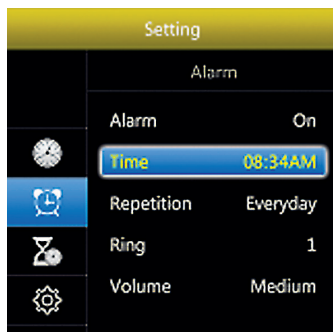 Setting
Alarm
Alarm On
Time 08:34AM
Repetition Everyday
Ring 1
Volume Medium